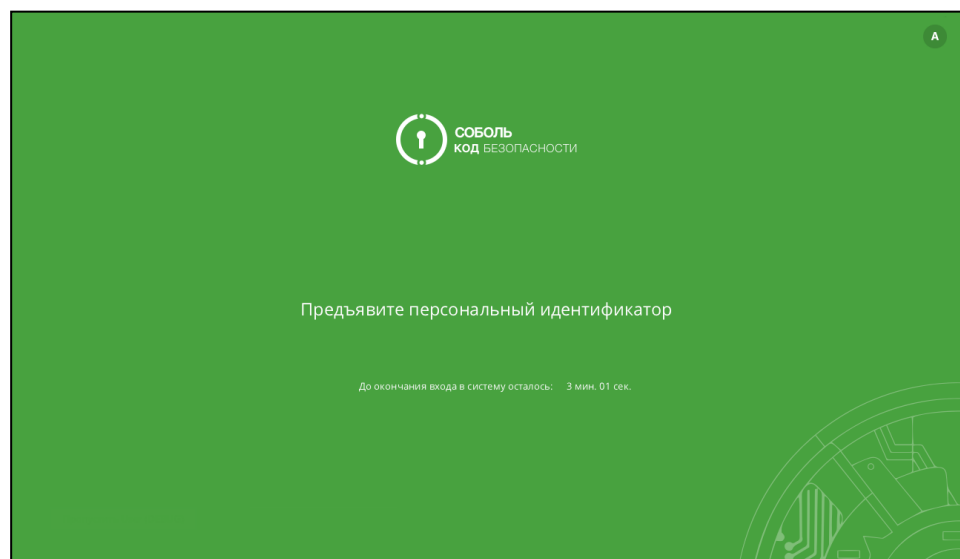 А
СОБОЛЬ
КОД БЕЗОПАСНОСТИ
Предъявите персональный идентификатор
До окончания входа в систему осталось: 3 мин. 01 сек.